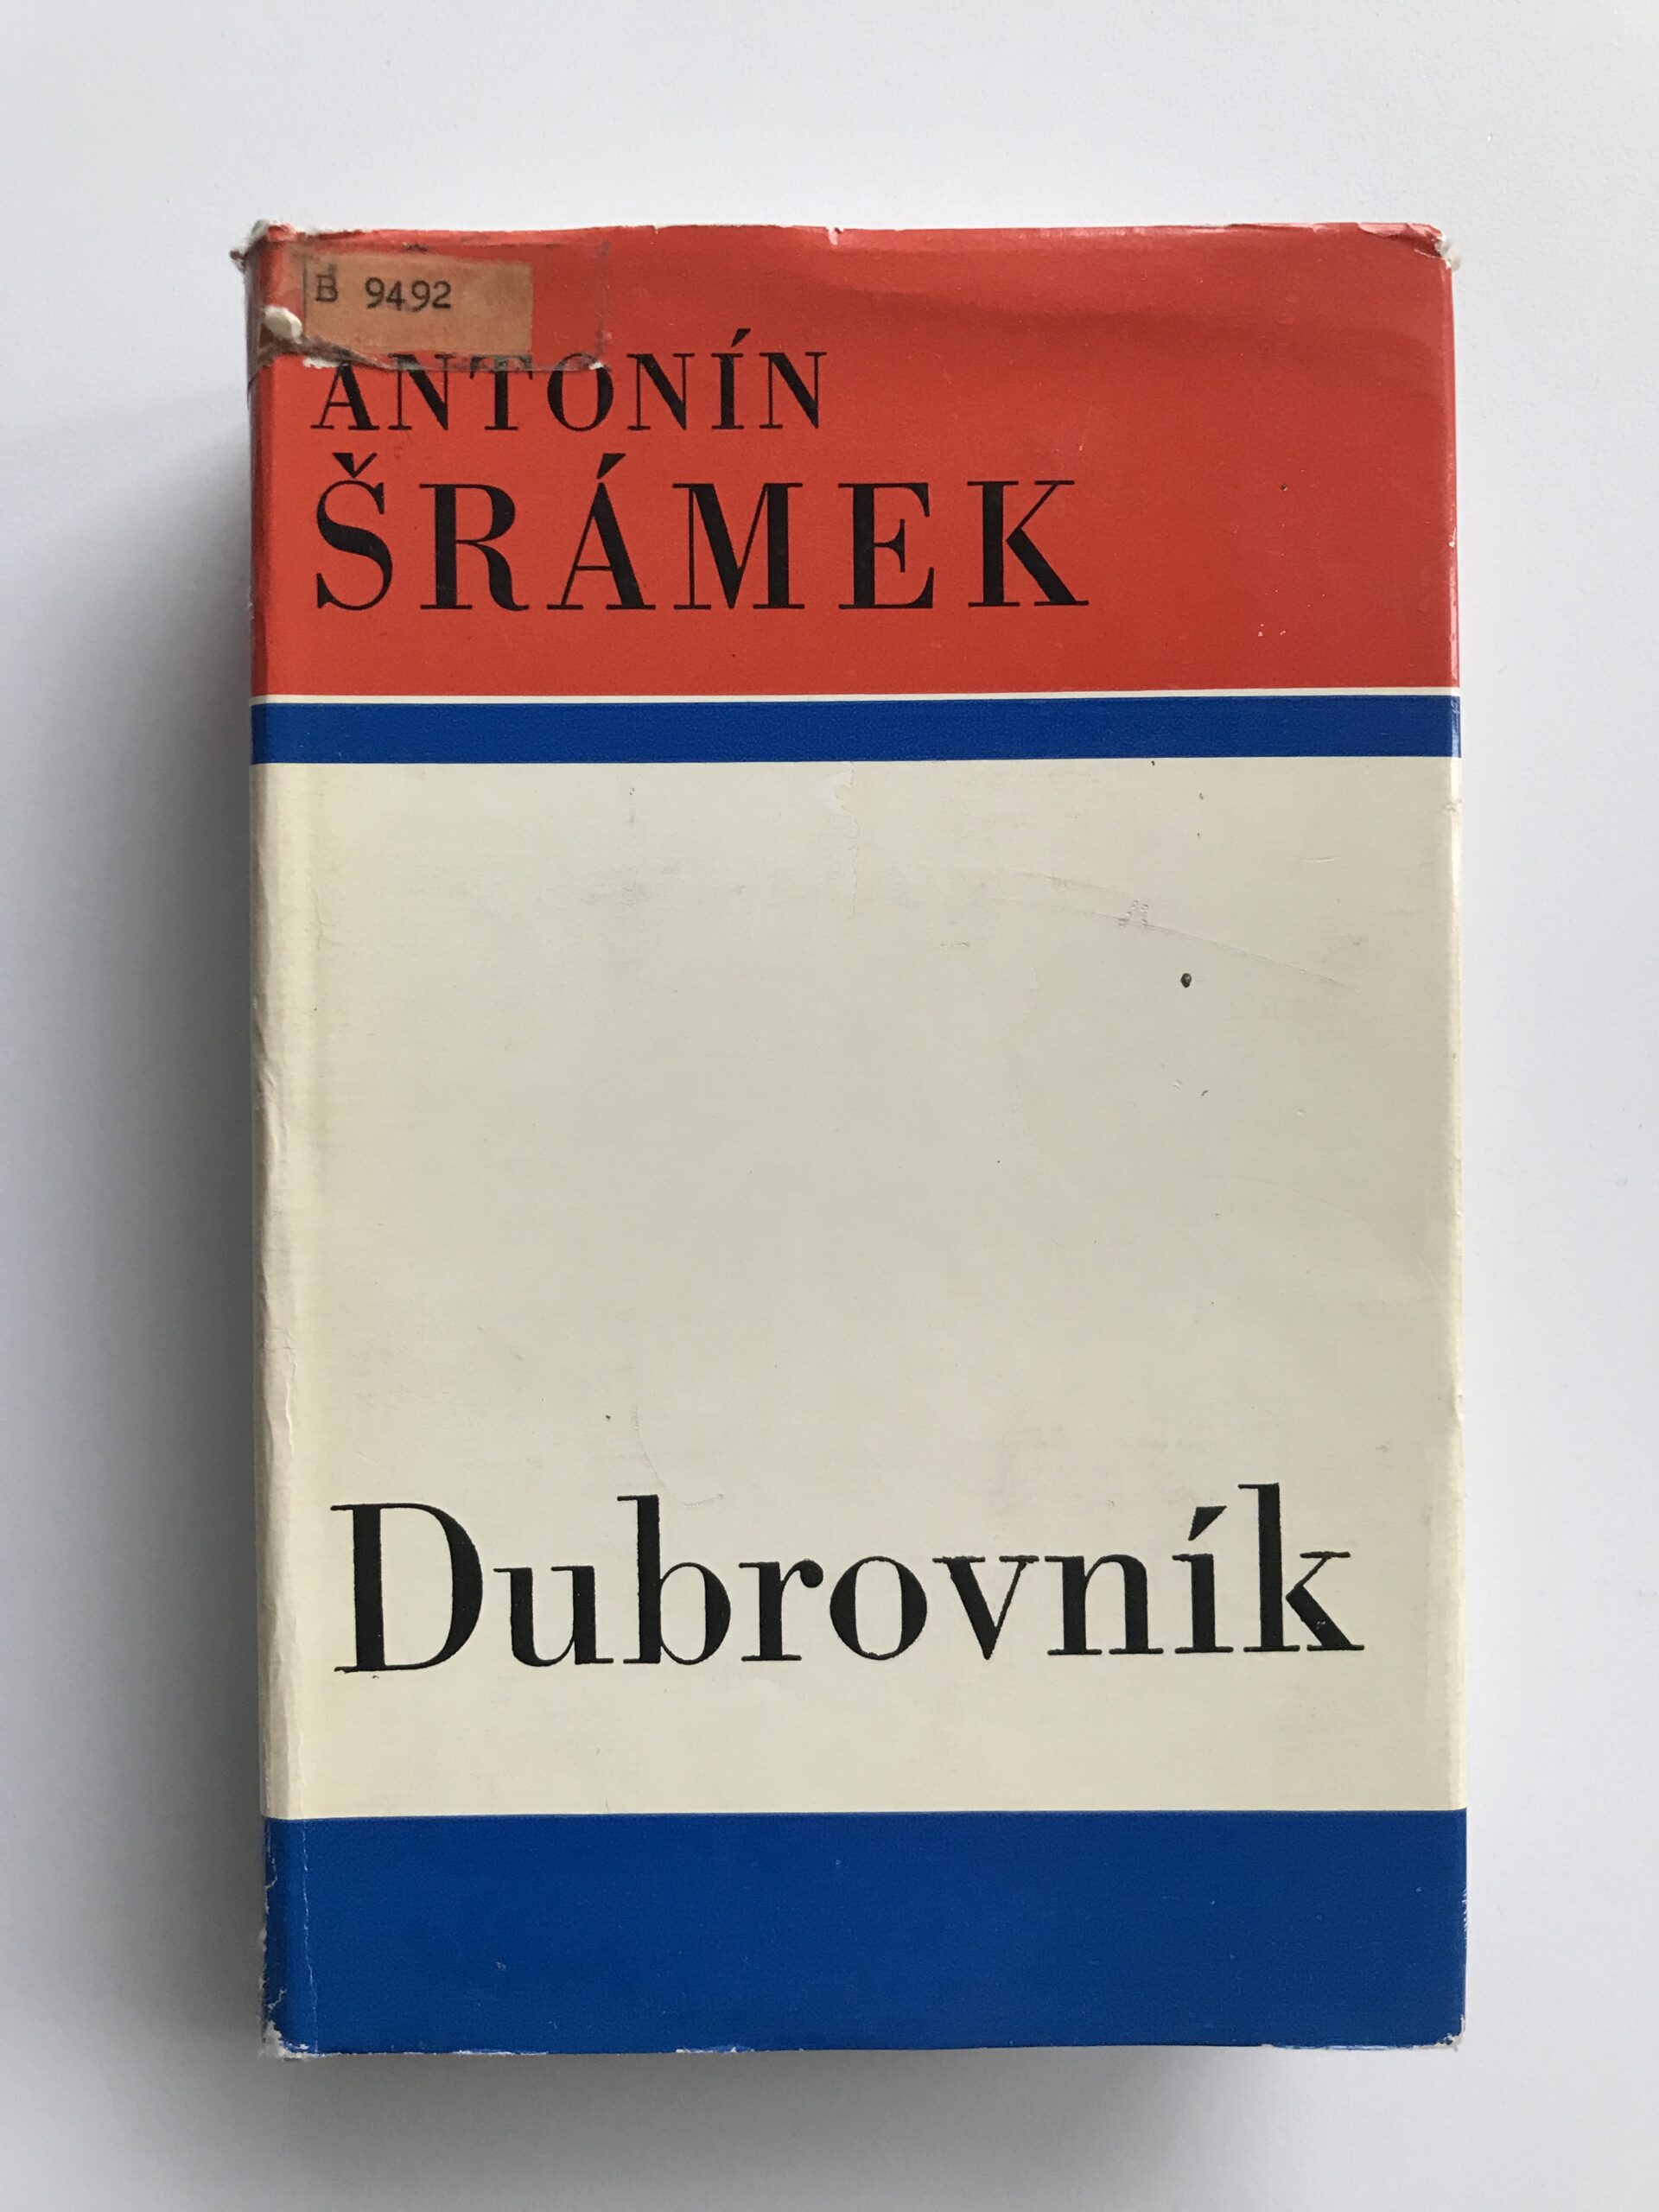 B 9492
ANTONÍN
ŠRÁMEK
Dubrovník